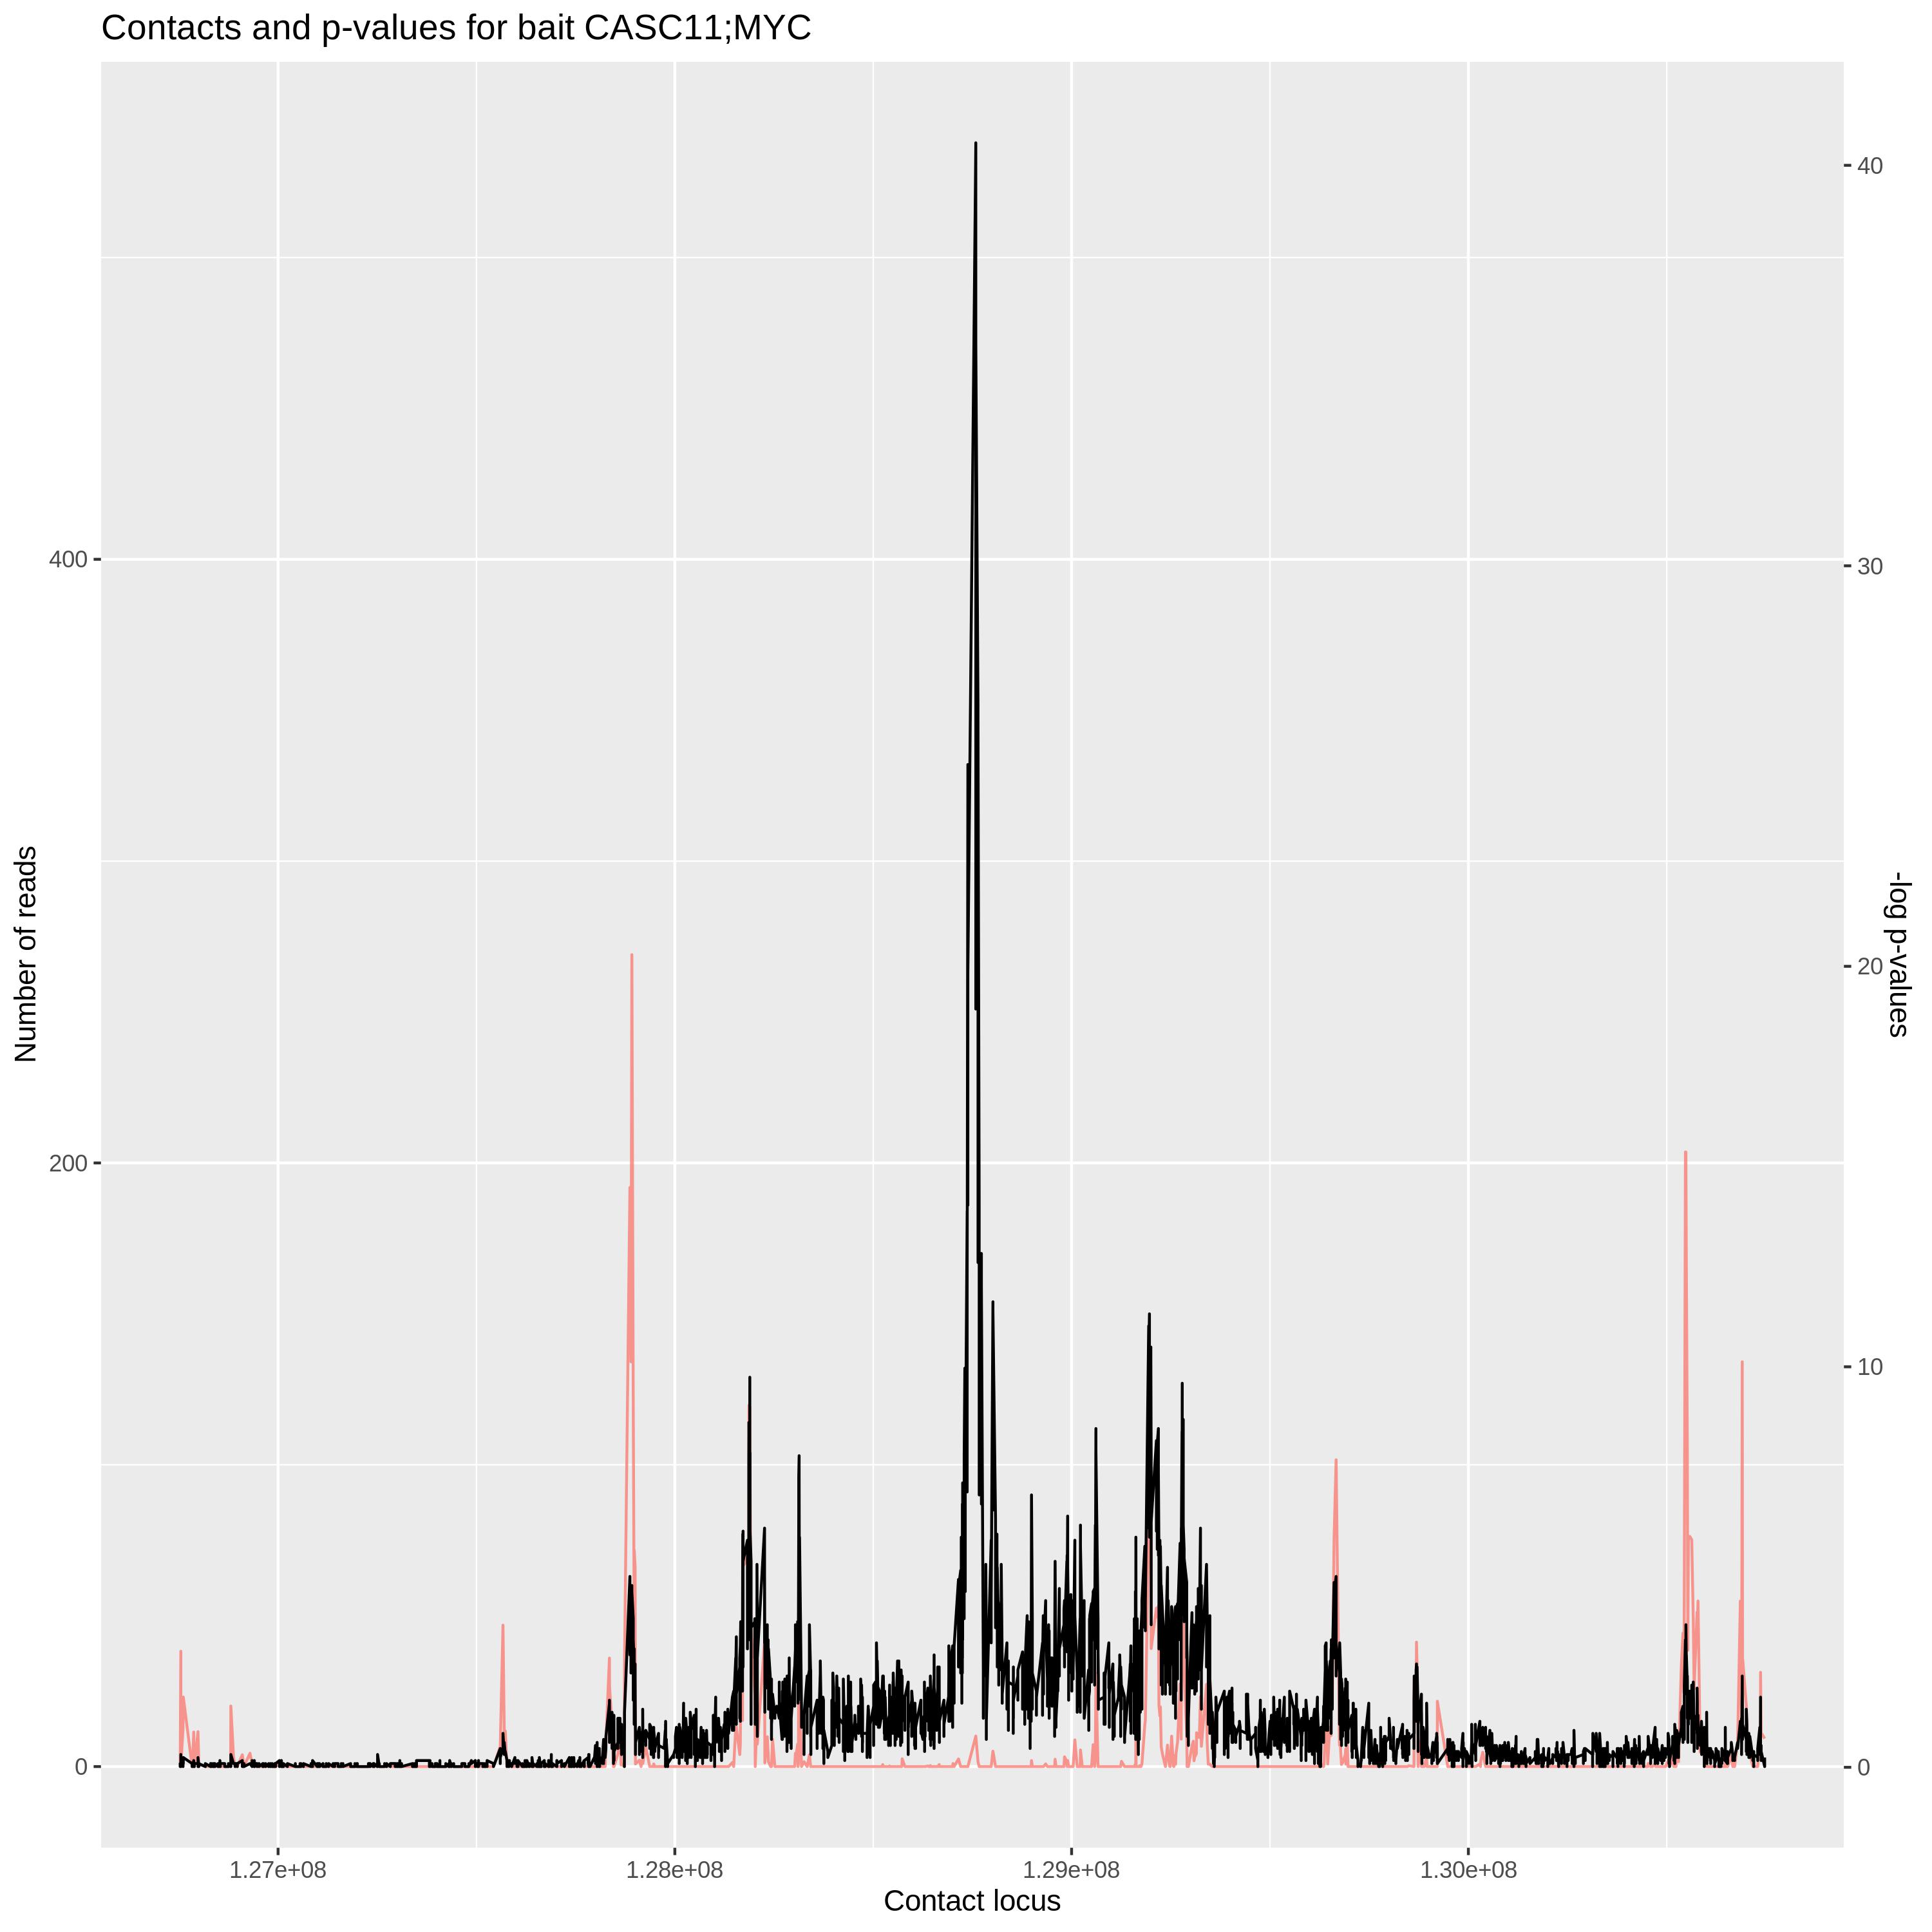 Contacts and p-values for bait CASC11;MYC
Number of reads
400
200
0
40
30
20
10
0
-log p-values
1.27e+08
1.28e+08
1.29e+08
1.30e+08
Contact locus